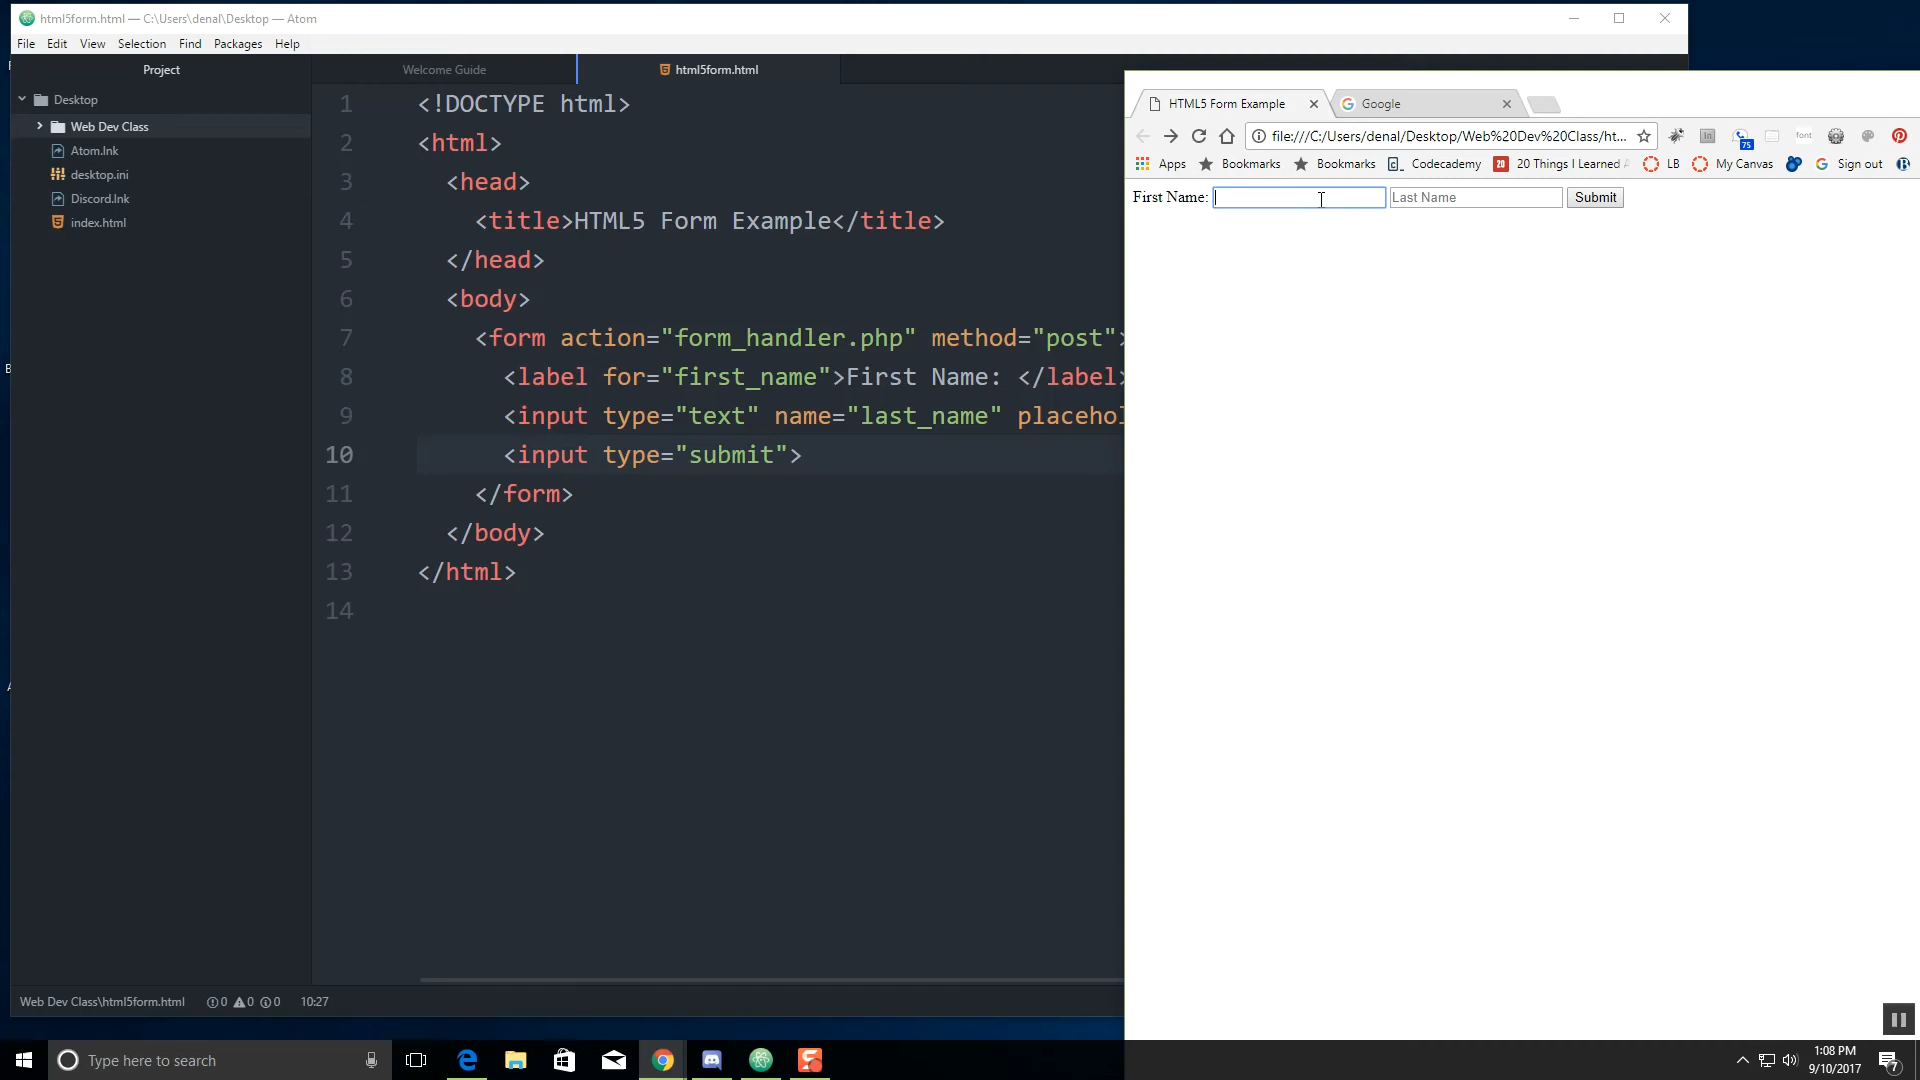 html5form.html — C:\Users\denal\Desktop — Atom
File Edit View Selection Find Packages Help
Project
Desktop
Web Dev Class
Atom.lnk
desktop.ini
Discord.lnk
index.html
Welcome Guide
html5form.html
1 <!DOCTYPE html>
2 <html>
3 <head>
4 <title>HTML5 Form Example</title>
5 </head>
6 <body>
7 <form action="form_handler.php" method="post">
8 <label for="first_name">First Name: </label>
9 <input type="text" name="last_name" placehol
10 <input type="submit">
11 </form>
12 </body>
13 </html>
14
Web Dev Class\html5form.html 0 0 0 10:27
HTML5 Form Example
Google
file:///C:/Users/denal/Desktop/Web%20Dev%20Class/ht...
75
font
Apps Bookmarks Bookmarks Codecademy 20 20 Things I Learned LB My Canvas Sign out
First Name: Last Name Submit
Type here to search
1:08 PM
9/10/2017
7